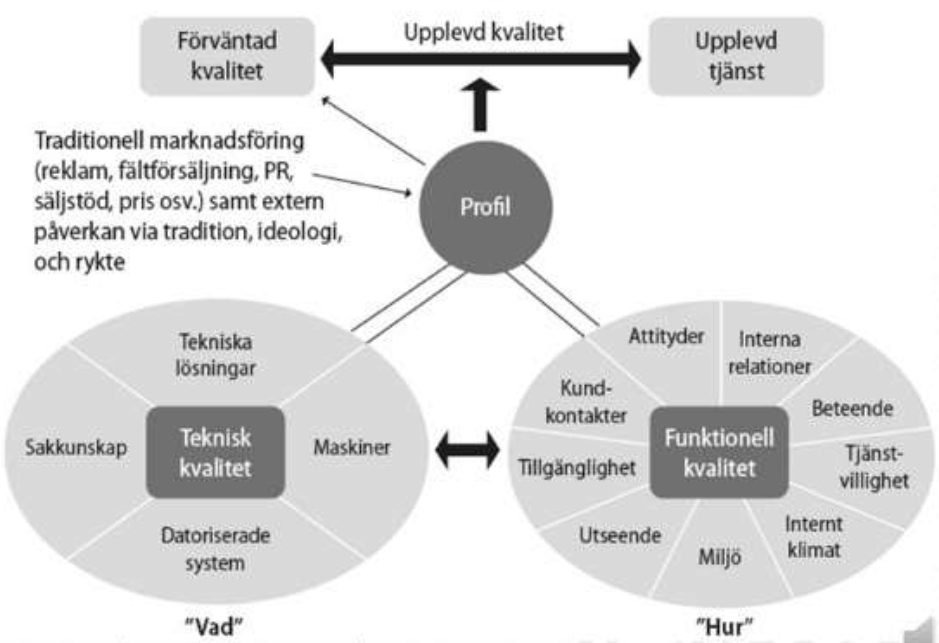 Förväntad
kvalitet
Upplevd kvalitet
Upplevd
tjänst
Traditionell marknadsföring
(reklam, fältförsäljning, PR,
säljstöd, pris osv.) samt extern
påverkan via tradition, ideologi,
och rykte
Profil
Tekniska
lösningar
Sakkunskap
Teknisk
kvalitet
Maskiner
Datoriserade
system
"Vad"
Attityder
Interna
relationer
Kund-
kontakter
Beteende
Funktionell
kvalitet
Tillgänglighet
Tjänst-
villighet
Utseende
Miljö
Internt
klimat
"Hur"